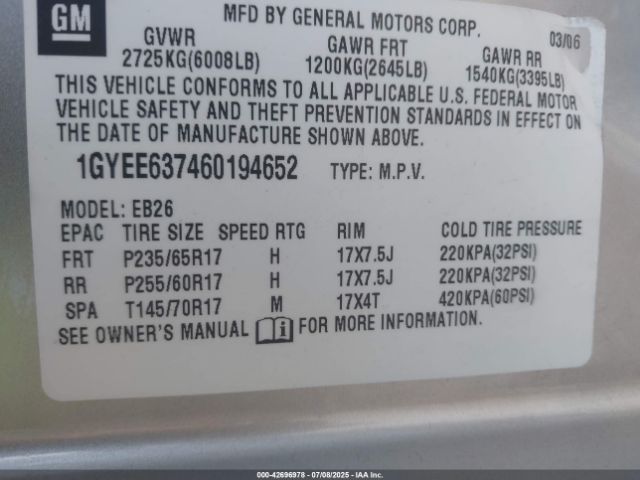 GM
MFD BY GENERAL MOTORS CORP.
03/06
GVWR GAWR FRT GAWR RR
2725KG(6008LB) 1200KG(2645LB) 1540KG(3395LB)
THIS VEHICLE CONFORMS TO ALL APPLICABLE U.S. FEDERAL MOTOR
VEHICLE SAFETY AND THEFT PREVENTION STANDARDS IN EFFECT ON
THE DATE OF MANUFACTURE SHOWN ABOVE.
1GYEE637460194652 TYPE: M.P.V.
MODEL: EB26
EPAC TIRE SIZE SPEED RTG RIM COLD TIRE PRESSURE
FRT P235/65R17 H 17X7.5J 220KPA(32PSI)
RR P255/60R17 H 17X7.5J 220KPA(32PSI)
SPA T145/70R17 M 17X4T 420KPA(60PSI)
SEE OWNER'S MANUAL i FOR MORE INFORMATION.
000-42696978 - 07/08/2025 - IAAI.COM